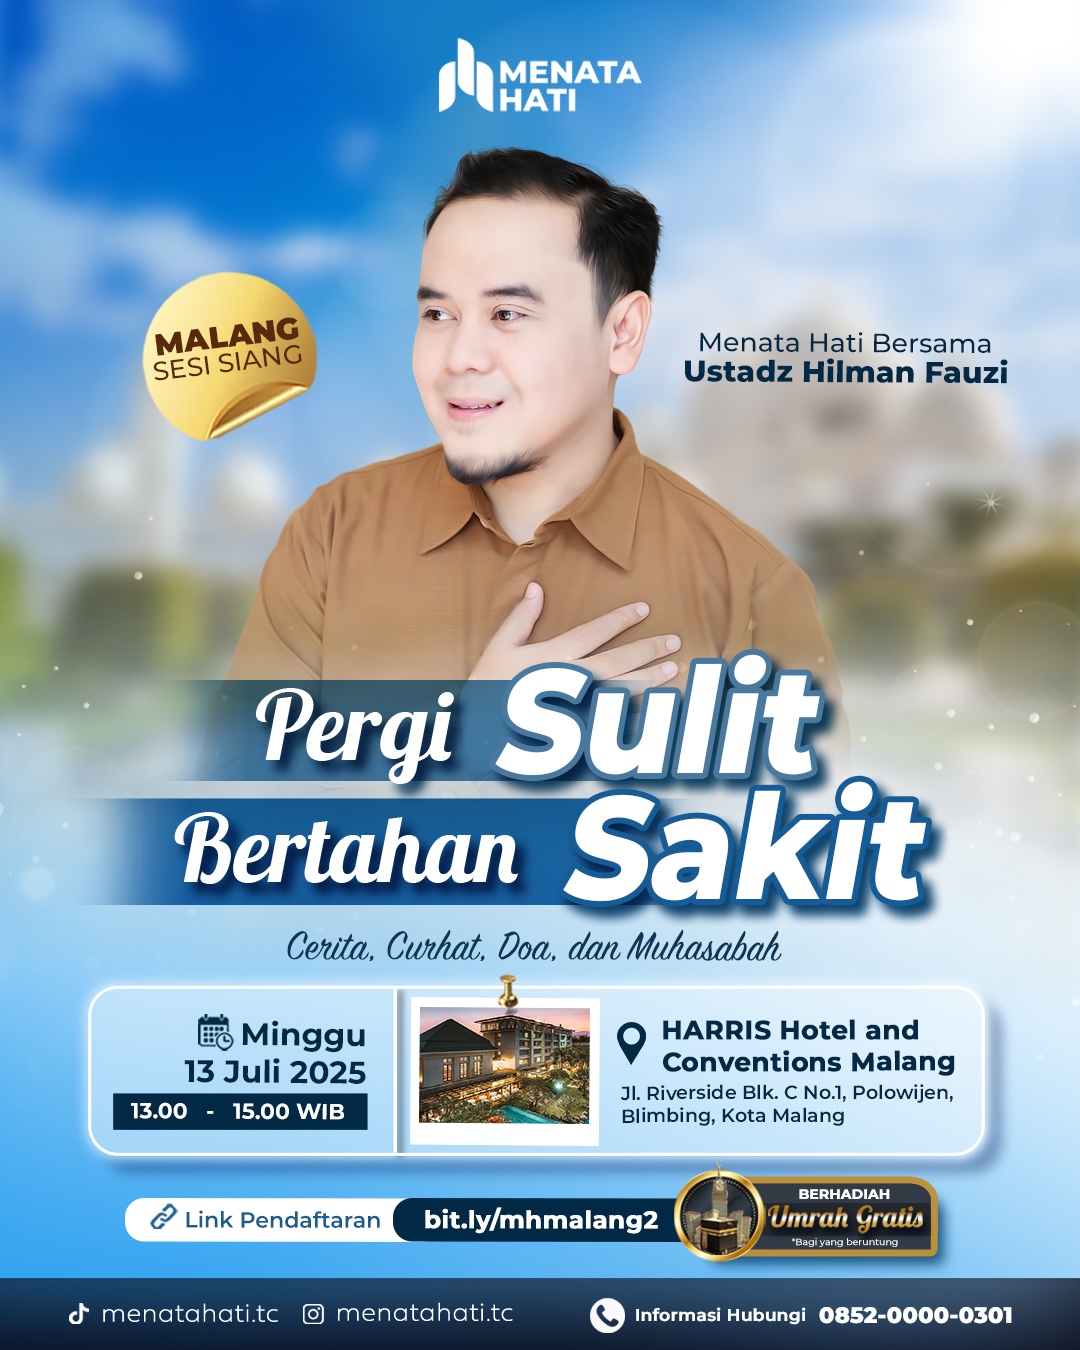 MENATA
HATI
MALANG
SESI SIANG
Menata Hati Bersama
Ustadz Hilman Fauzi
Pergi Sulit
Bertahan Sakit
Cerita, Curhat, Doa, dan Muhasabah
Minggu
13 Juli 2025
13.00 - 15.00 WIB
HARRIS Hotel and
Conventions Malang
Jl. Riverside Blk. C No.1, Polowijen,
Blimbing, Kota Malang
Link Pendaftaran
bit.ly/mhmalang2
BERHADIAH
Umrah Gratis
*Bagi yang beruntung
menatahati.tc
menatahati.tc
Informasi Hubungi 0852-0000-0301